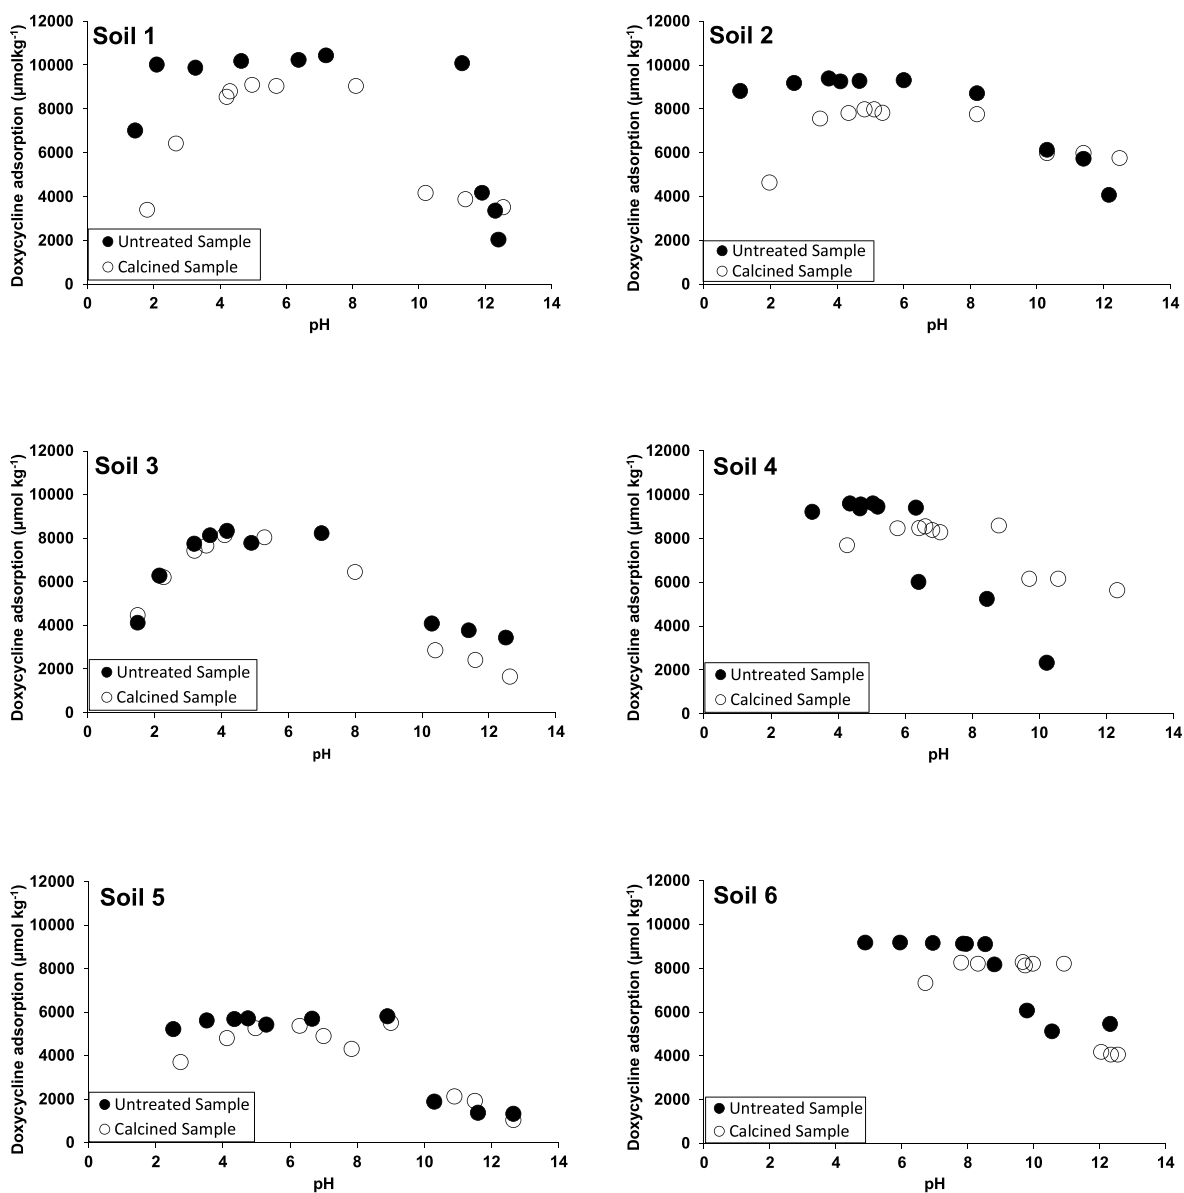 Soil 1
Doxycycline adsorption (µmolkg-1)
12000
10000
8000
6000
4000
2000
0
Untreated Sample
Calcined Sample
0 2 4 6 8 10 12 14
pH
Soil 2
Doxycycline adsorption (µmol kg-1)
12000
10000
8000
6000
4000
2000
0
Untreated Sample
Calcined Sample
0 2 4 6 8 10 12 14
pH
Soil 3
Doxycycline adsorption (µmol kg-1)
12000
10000
8000
6000
4000
2000
0
Untreated Sample
Calcined Sample
0 2 4 6 8 10 12 14
pH
Soil 4
Doxycycline adsorption (µmol kg-1)
12000
10000
8000
6000
4000
2000
0
Untreated Sample
Calcined Sample
0 2 4 6 8 10 12 14
pH
Soil 5
Doxycycline adsorption (µmol kg-1)
12000
10000
8000
6000
4000
2000
0
Untreated Sample
Calcined Sample
0 2 4 6 8 10 12 14
pH
Soil 6
Doxycycline adsorption (µmol kg-1)
12000
10000
8000
6000
4000
2000
0
Untreated Sample
Calcined Sample
0 2 4 6 8 10 12 14
pH